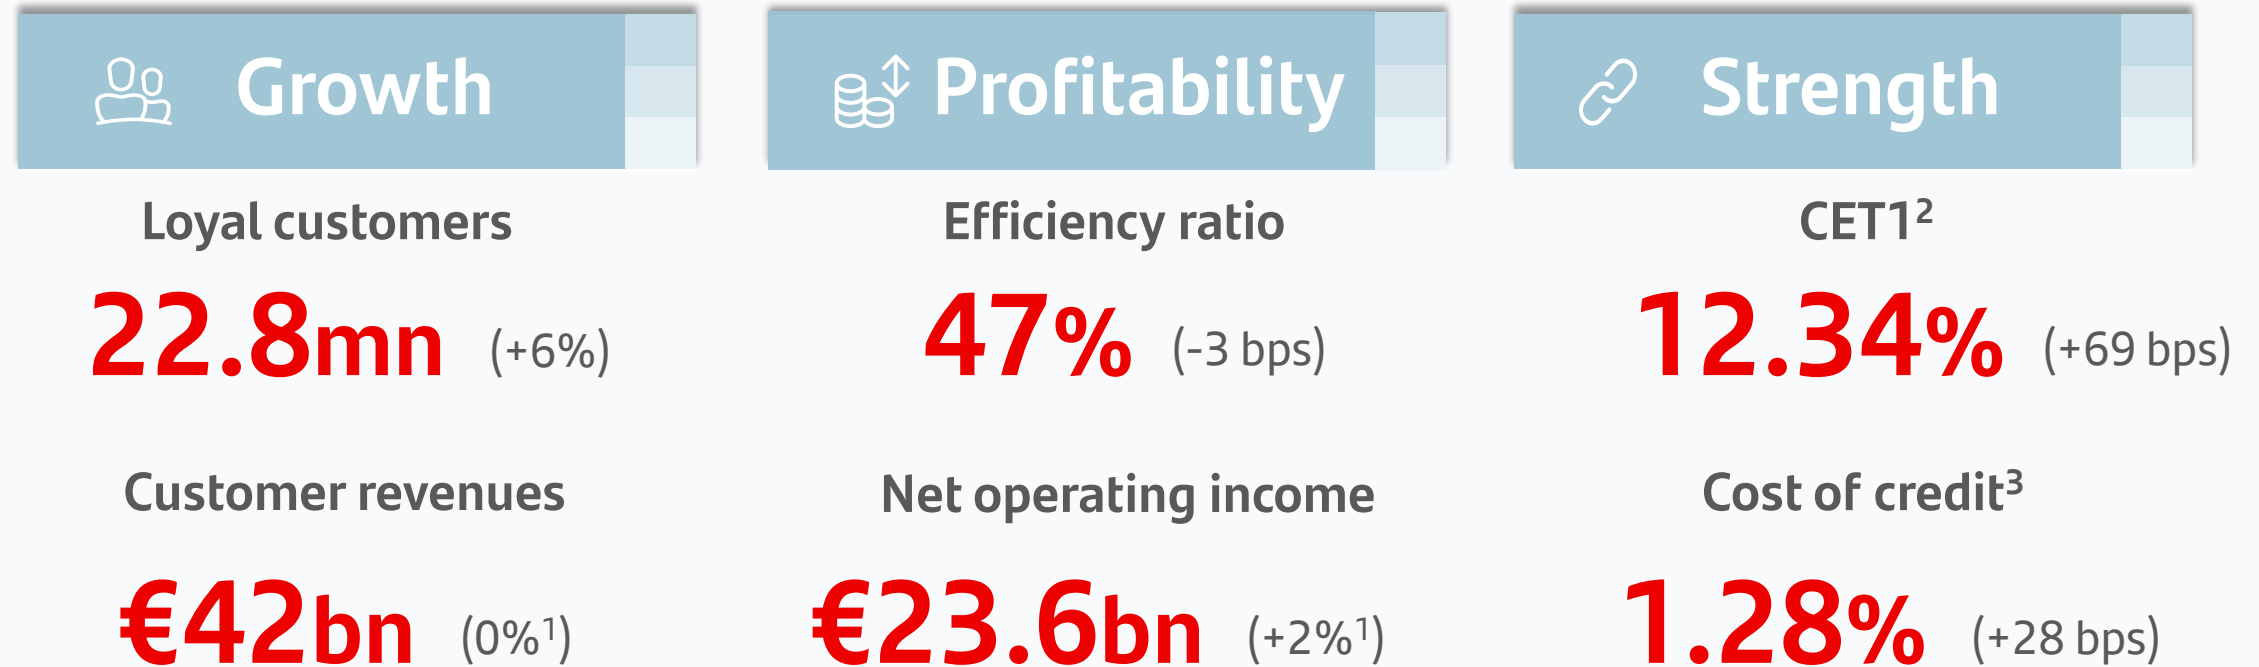 Growth
Loyal customers
22.8mn (+6%)
Customer revenues
€42bn (0%¹)
Profitability
Efficiency ratio
47% (-3 bps)
Net operating income
€23.6bn (+2%¹)
Strength
CET1²
12.34% (+69 bps)
Cost of credit³
1.28% (+28 bps)